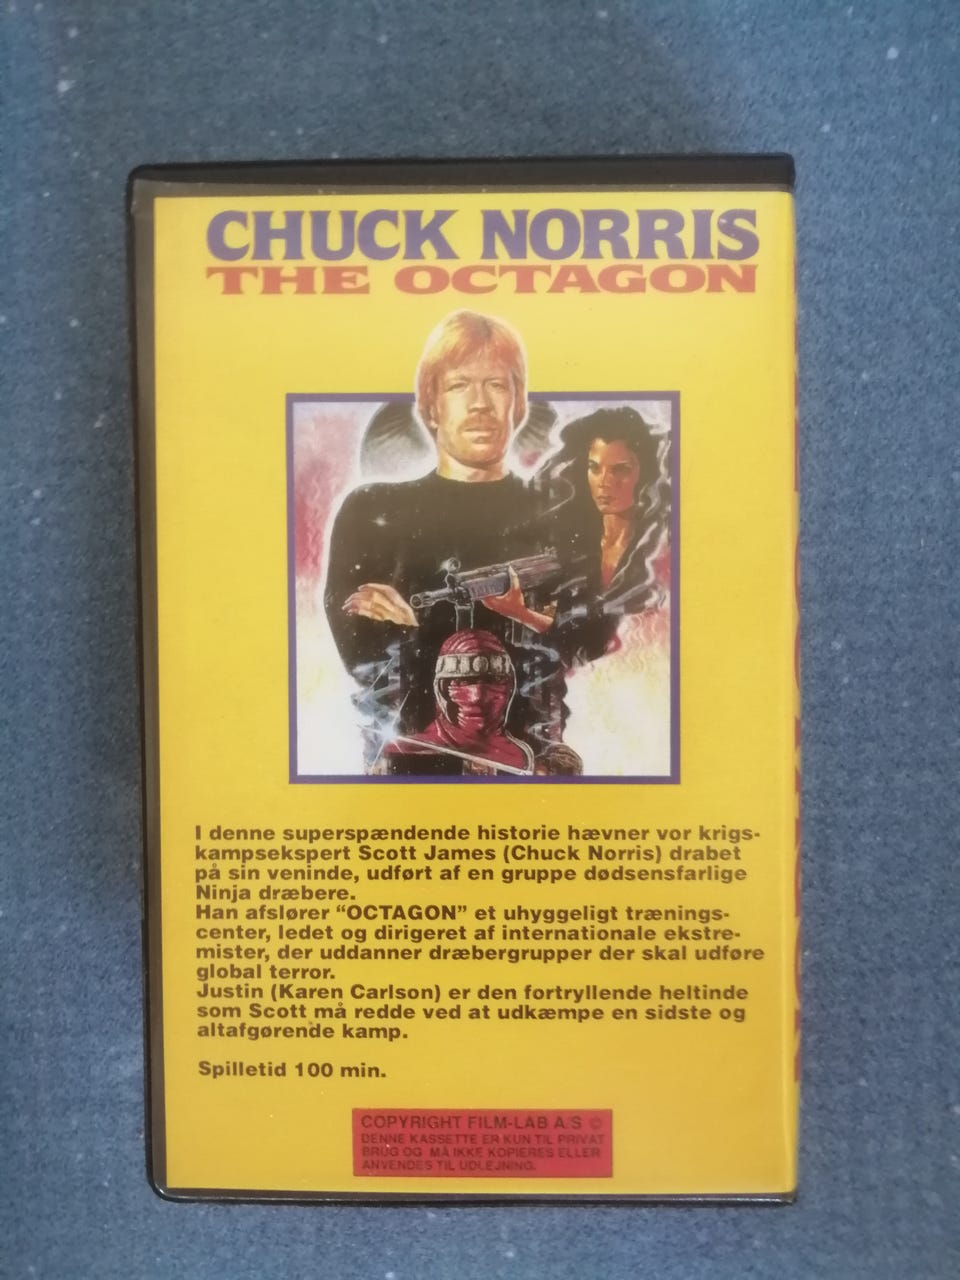 CHUCK NORRIS
THE OCTAGON
I denne superspændende historie hævner vor krigs-
kampsekspert Scott James (Chuck Norris) drabet
på sin veninde, udført af en gruppe dødsensfarlige
Ninja dræbere.
Han afslører “OCTAGON” et uhyggeligt trænings-
center, ledet og dirigeret af internationale ekstre-
mister, der uddanner dræbergrupper der skal udføre
global terror.
Justin (Karen Carlson) er den fortryllende heltinde
som Scott må redde ved at udkæmpe en sidste og
altafgørende kamp.
Spilletid 100 min.
COPYRIGHT FILM-LAB A/S ©
DENNE KASSETTE ER KUN TIL PRIVAT
BRUG OG MÅ IKKE KOPIERES ELLER
ANVENDES TIL UDLEJNING.